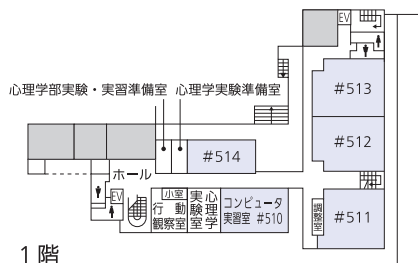 EV
#513
心理学部実験・実習準備室 心理学実験準備室
#512
#514
ホール
EV
小室
行動
観察室
心理学
実験室
コンピュータ
実習室 #510
調整室
#511
1階